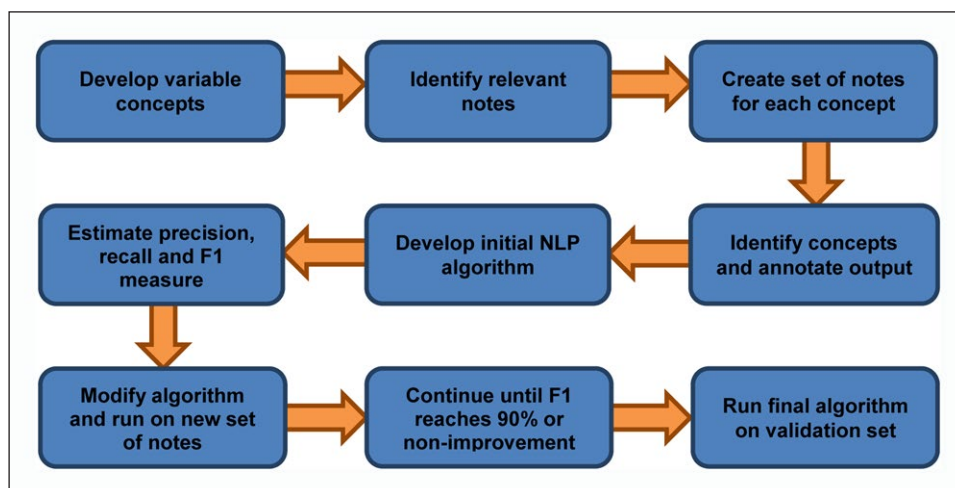 Develop variable
concepts
Identify relevant
notes
Create set of notes
for each concept
Identify concepts
and annotate output
Develop initial NLP
algorithm
Estimate precision,
recall and F1
measure
Modify algorithm
and run on new set
of notes
Continue until F1
reaches 90% or
non-improvement
Run final algorithm
on validation set